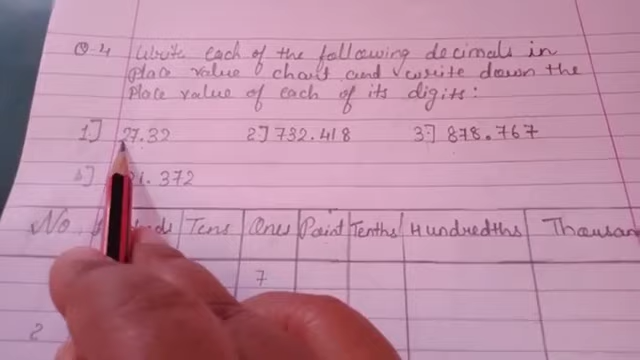 Q.4 Write each of the following decimals in
Place value chart and write down the
Place value of each of its digits:
1] 27.32 2] 732.418 3] 878.767
.372
No Tens Ones Point Tenths Hundredths Thousan
7
2